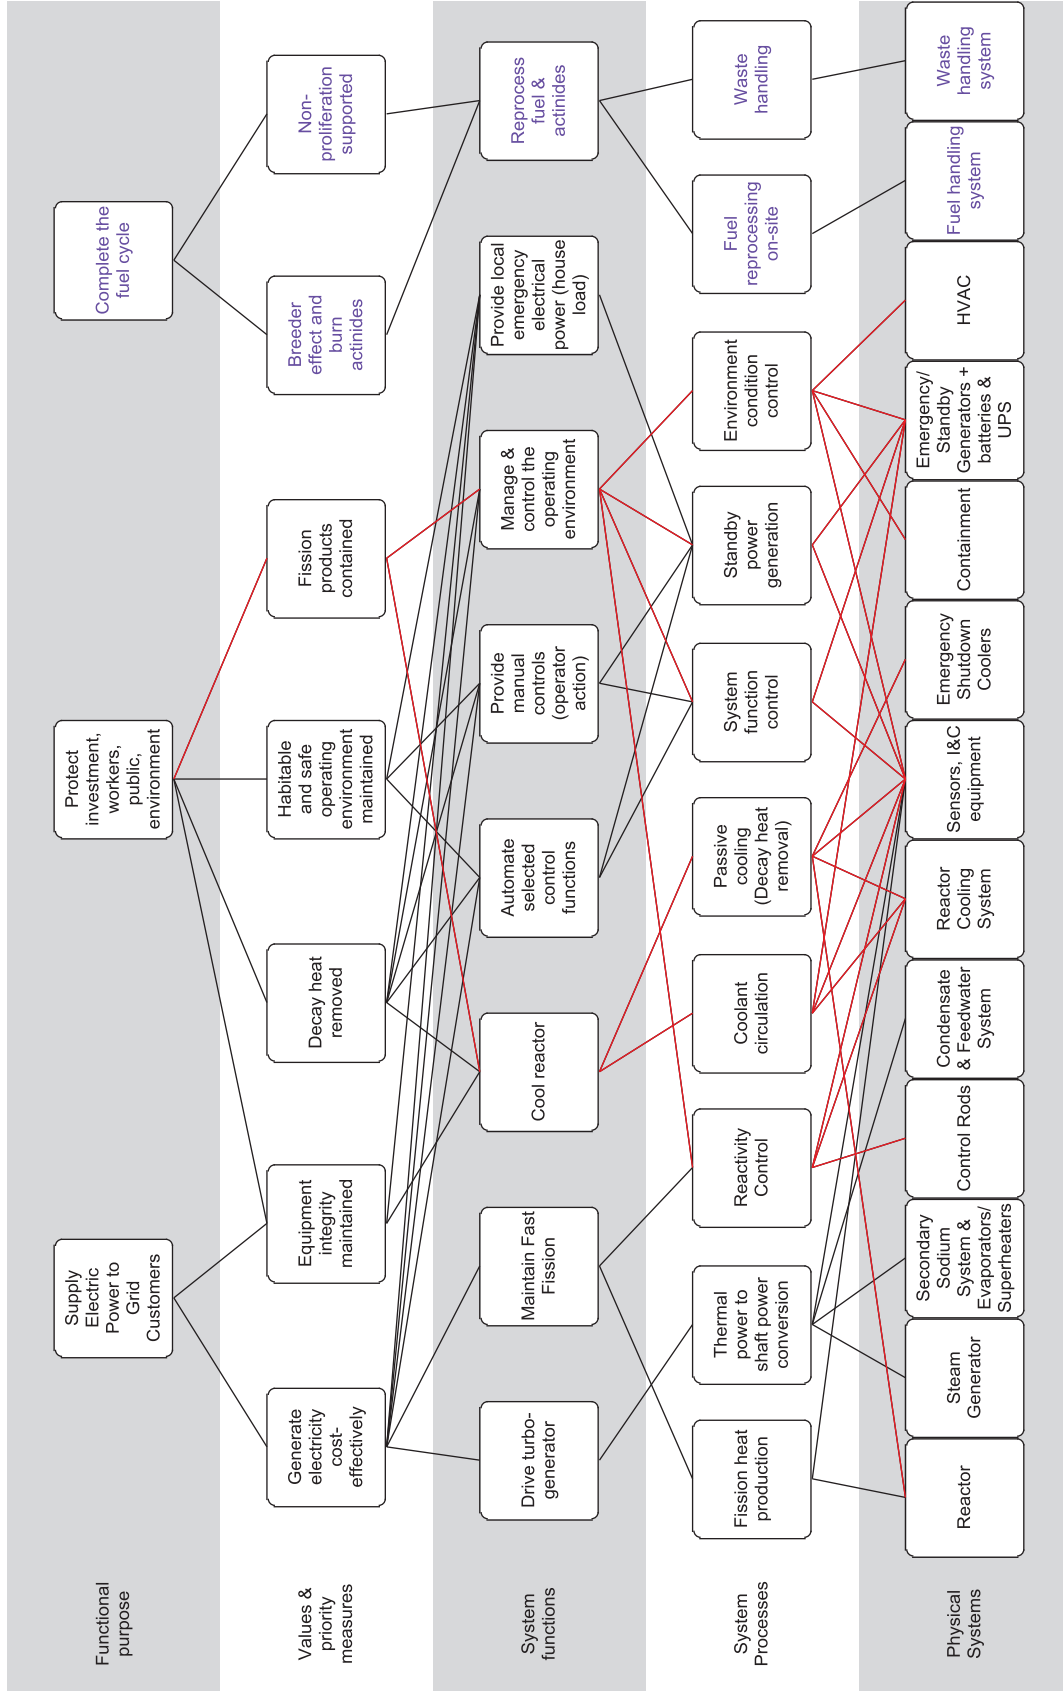 Functional
purpose
Supply
Electric
Power to
Grid
Customers
Protect
investment,
workers,
public,
environment
Complete the
fuel cycle
Values &
priority
measures
Generate
electricity
cost-
effectively
Equipment
integrity
maintained
Decay heat
removed
Habitable
and safe
operating
environment
maintained
Fission
products
contained
Breeder
effect and
burn
actinides
Non-
proliferation
supported
System
functions
Drive turbo-
generator
Maintain Fast
Fission
Cool reactor
Automate
selected
control
functions
Provide
manual
controls
(operator
action)
Manage &
control the
operating
environment
Provide local
emergency
electrical
power (house
load)
Reprocess
fuel &
actinides
System
Processes
Fission heat
production
Thermal
power to
shaft power
conversion
Reactivity
Control
Coolant
circulation
Passive
cooling
(Decay heat
removal)
System
function
control
Standby
power
generation
Environment
condition
control
Fuel
reprocessing
on-site
Waste
handling
Physical
Systems
Reactor
Steam
Generator
Secondary
Sodium
System &
Evaporators/
Superheaters
Control Rods
Condensate
& Feedwater
System
Reactor
Cooling
System
Sensors, I&C
equipment
Emergency
Shutdown
Coolers
Containment
Emergency/
Standby
Generators +
batteries &
UPS
HVAC
Fuel handling
system
Waste
handling
system